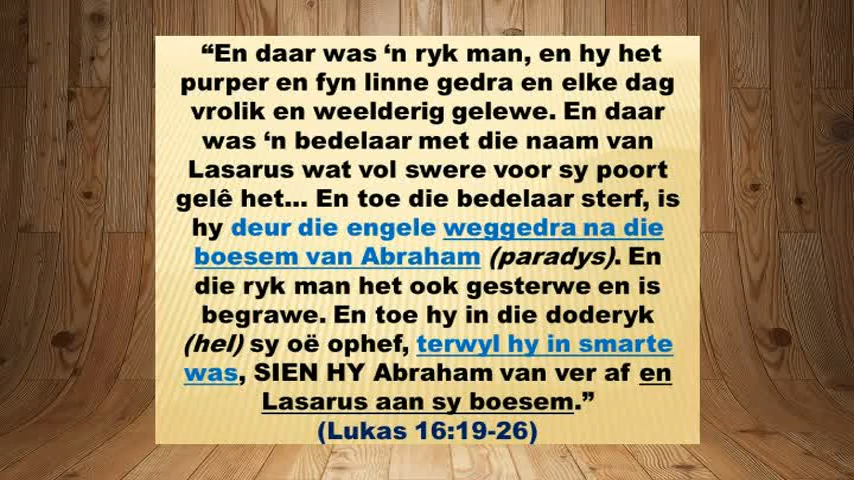 “En daar was ‘n ryk man, en hy het
purper en fyn linne gedra en elke dag
vrolik en weelderig gelewe. En daar
was ‘n bedelaar met die naam van
Lasarus wat vol swere voor sy poort
gelê het... En toe die bedelaar sterf, is
hy deur die engele weggedra na die
boesem van Abraham (paradys). En
die ryk man het ook gesterwe en is
begrawe. En toe hy in die doderyk
(hel) sy oë ophef, terwyl hy in smarte
was, SIEN HY Abraham van ver af en
Lasarus aan sy boesem.”
(Lukas 16:19-26)